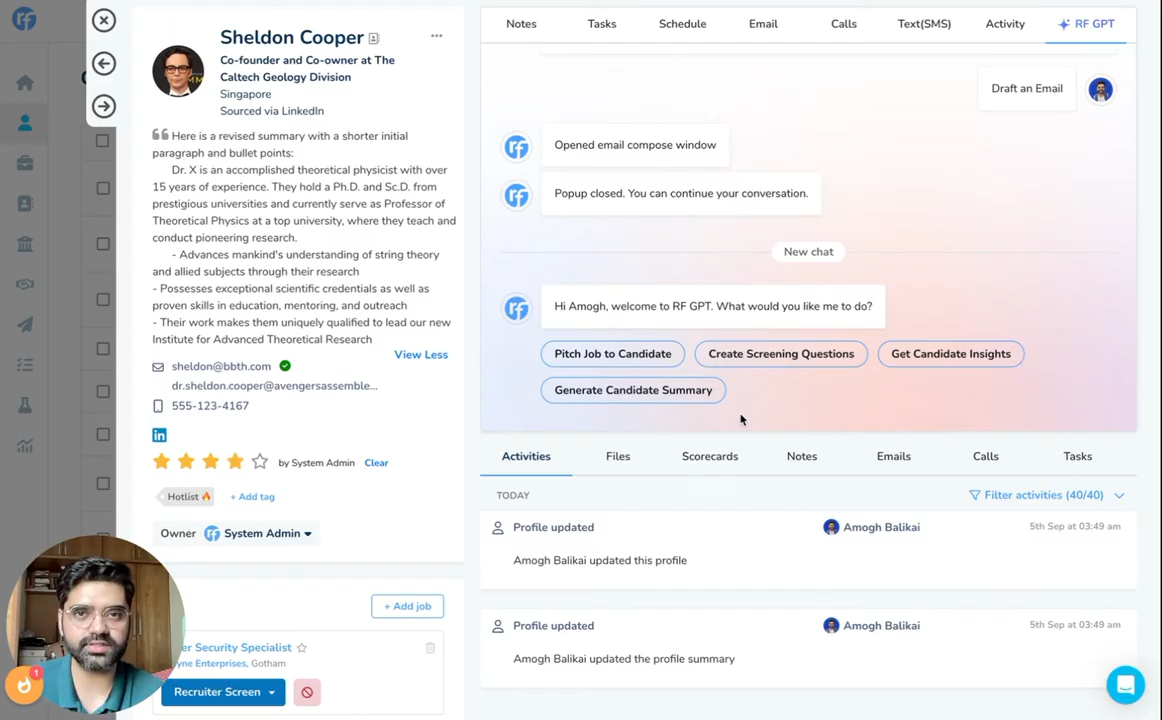 Sheldon Cooper
Co-founder and Co-owner at The
Caltech Geology Division
Singapore
Sourced via LinkedIn
Here is a revised summary with a shorter initial
paragraph and bullet points:
Dr. X is an accomplished theoretical physicist with over
15 years of experience. They hold a Ph.D. and Sc.D. from
prestigious universities and currently serve as Professor of
Theoretical Physics at a top university, where they teach and
conduct pioneering research.
- Advances mankind's understanding of string theory
and allied subjects through their research
- Possesses exceptional scientific credentials as well as
proven skills in education, mentoring, and outreach
- Their work makes them uniquely qualified to lead our new
Institute for Advanced Theoretical Research
View Less
sheldon@bbth.com
dr.sheldon.cooper@avengersassemble...
555-123-4167
in
by System Admin Clear
Hotlist 🔥 + Add tag
Owner System Admin
+ Add job
er Security Specialist
yne Enterprises, Gotham
Recruiter Screen
1
Notes Tasks Schedule Email Calls Text(SMS) Activity RF GPT
Draft an Email
Opened email compose window
Popup closed. You can continue your conversation.
New chat
Hi Amogh, welcome to RF GPT. What would you like me to do?
Pitch Job to Candidate Create Screening Questions Get Candidate Insights
Generate Candidate Summary
Activities Files Scorecards Notes Emails Calls Tasks
TODAY Filter activities (40/40)
Profile updated Amogh Balikai 5th Sep at 03:49 am
Amogh Balikai updated this profile
Profile updated Amogh Balikai 5th Sep at 03:49 am
Amogh Balikai updated the profile summary